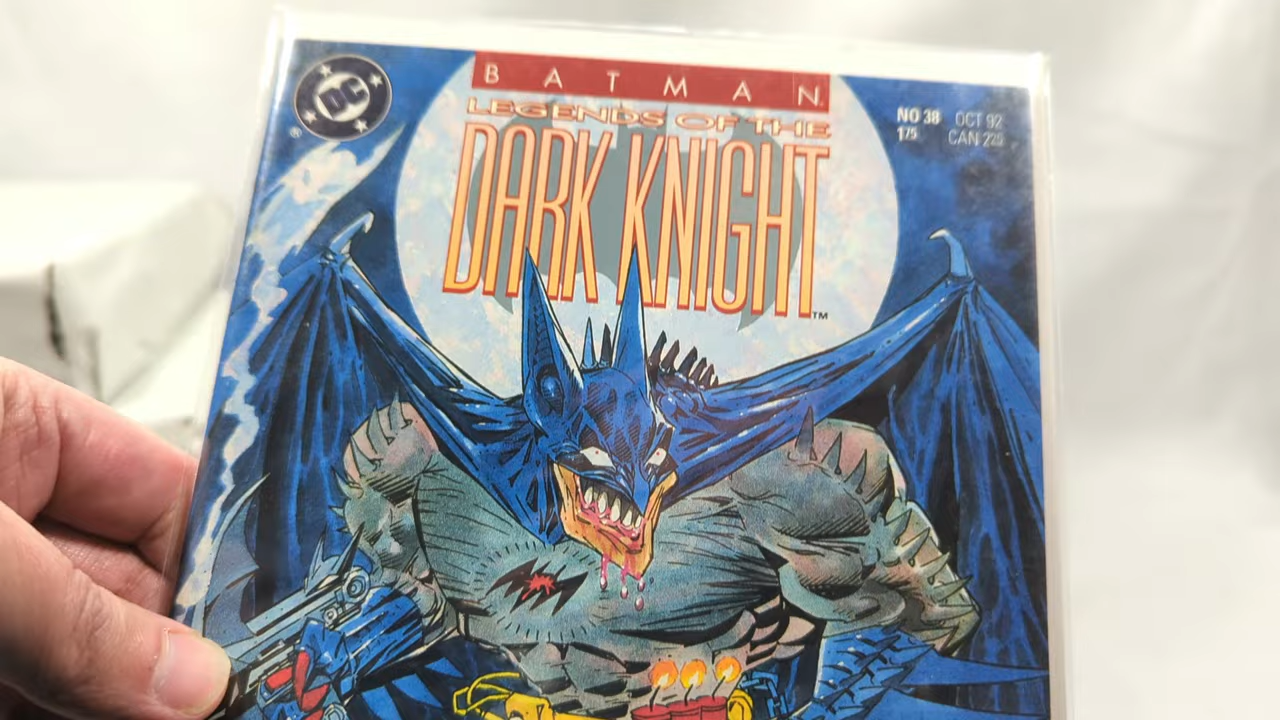 DC
®
BATMAN
LEGENDS OF THE
DARK KNIGHT
™
NO 38 OCT 92
1.75 CAN 2.25